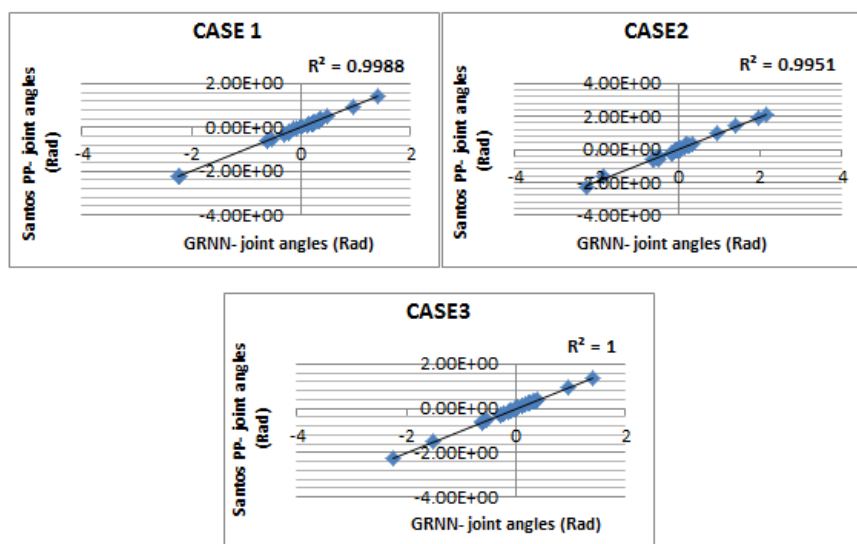 CASE 1
R² = 0.9988
2.00E+00
0.00E+00
-4 -2 0 2
-2.00E+00
-4.00E+00
Santos PP- joint angles (Rad)
GRNN- joint angles (Rad)
CASE2
R² = 0.9951
4.00E+00
2.00E+00
0.00E+00
-4 -2 0 2 4
-2.00E+00
-4.00E+00
Santos PP- joint angles (Rad)
GRNN- joint angles (Rad)
CASE3
R² = 1
2.00E+00
0.00E+00
-4 -2 0 2
-2.00E+00
-4.00E+00
Santos PP- joint angles (Rad)
GRNN- joint angles (Rad)